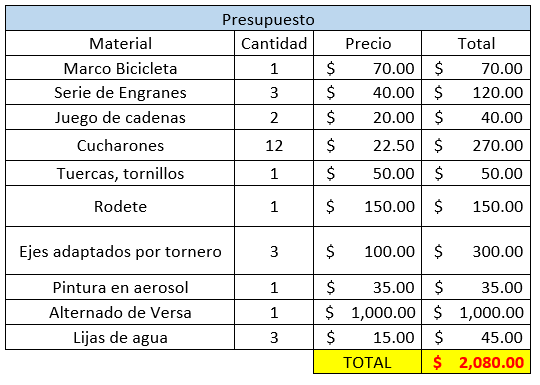 Presupuesto
Material Cantidad Precio Total
Marco Bicicleta 1 $ 70.00 $ 70.00
Serie de Engranes 3 $ 40.00 $ 120.00
Juego de cadenas 2 $ 20.00 $ 40.00
Cucharones 12 $ 22.50 $ 270.00
Tuercas, tornillos 1 $ 50.00 $ 50.00
Rodete 1 $ 150.00 $ 150.00
Ejes adaptados por tornero 3 $ 100.00 $ 300.00
Pintura en aerosol 1 $ 35.00 $ 35.00
Alternado de Versa 1 $ 1,000.00 $ 1,000.00
Lijas de agua 3 $ 15.00 $ 45.00
TOTAL $ 2,080.00